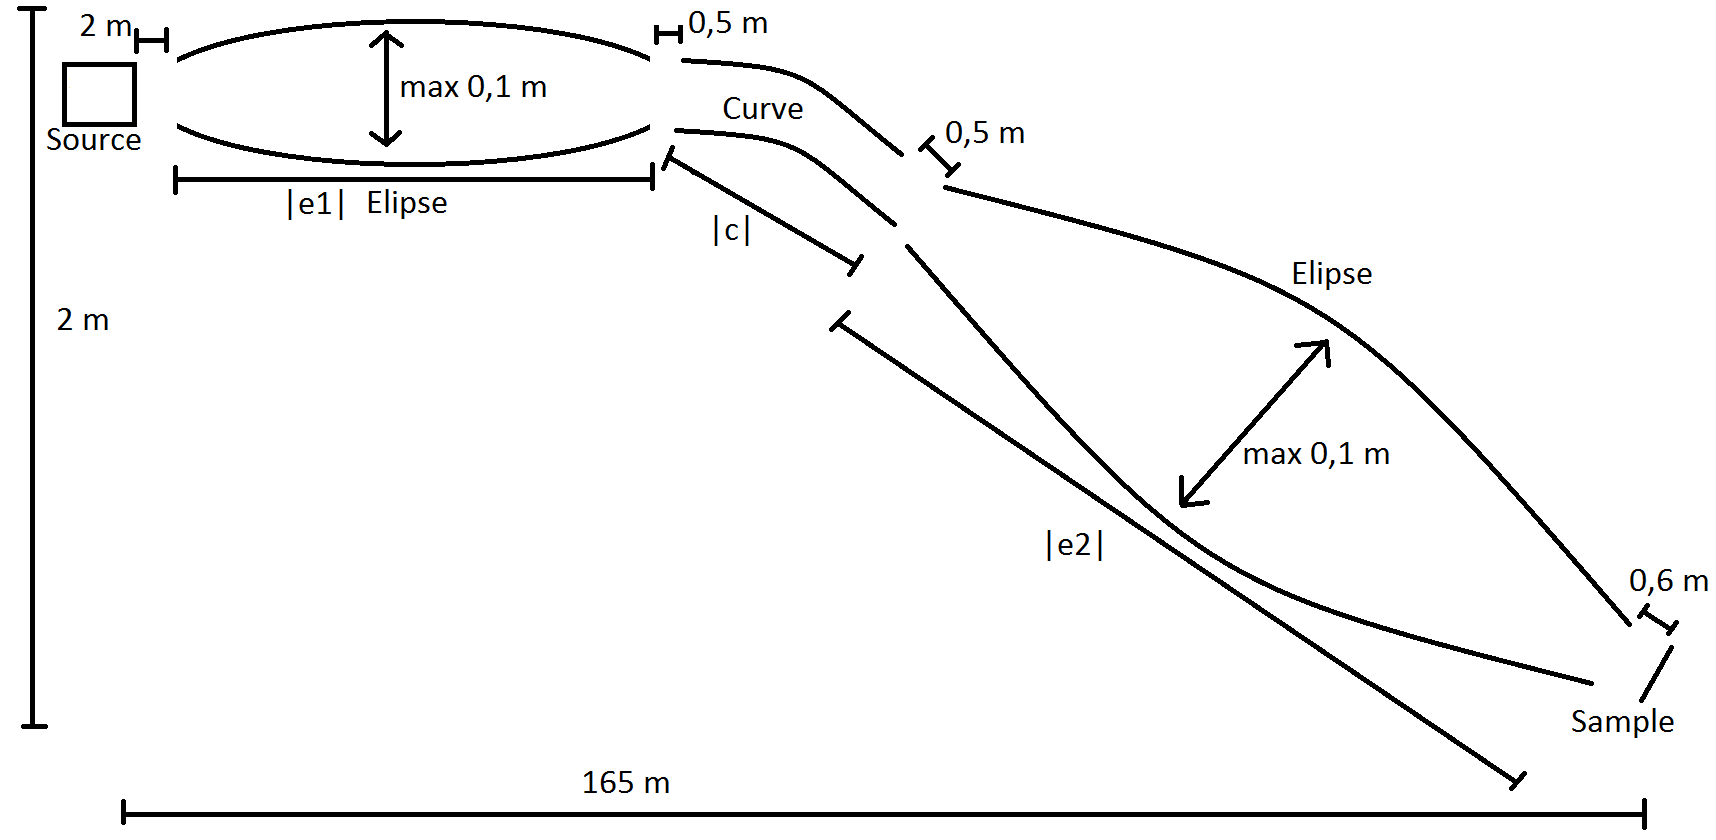 2 m
0,5 m
max 0,1 m
Source
Curve
0,5 m
|e1| Elipse
|c|
Elipse
2 m
max 0,1 m
|e2|
0,6 m
Sample
165 m